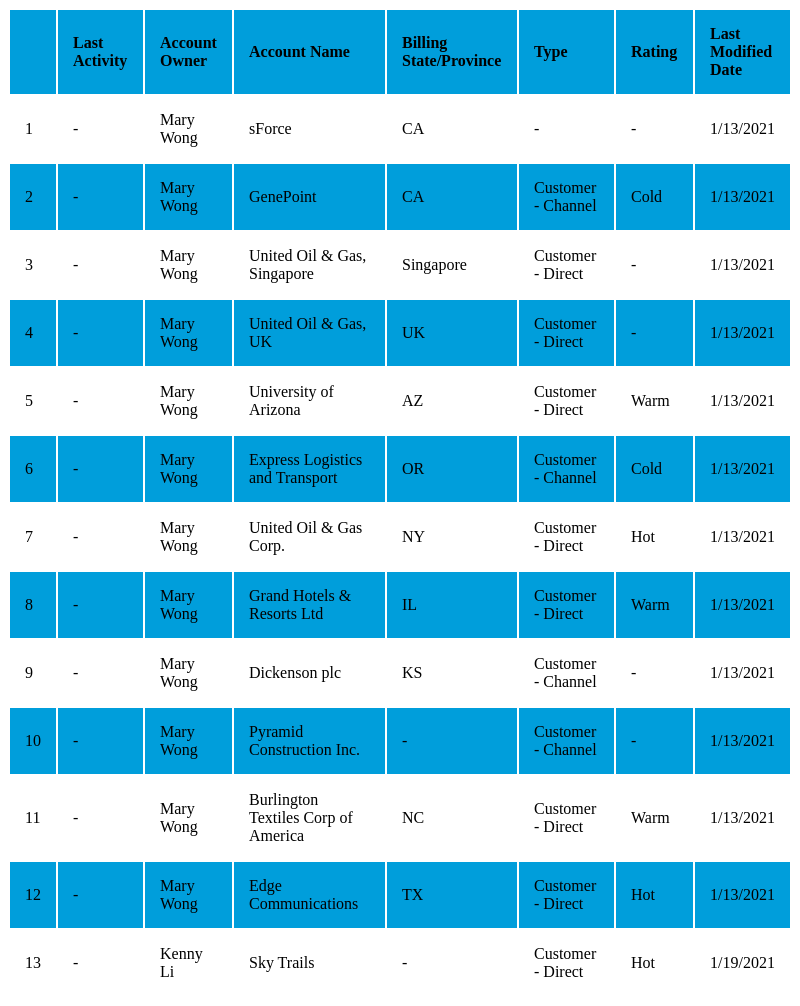 Last Activity Account Owner Account Name Billing State/Province Type Rating Last Modified Date
1 - Mary Wong sForce CA - - 1/13/2021
2 - Mary Wong GenePoint CA Customer - Channel Cold 1/13/2021
3 - Mary Wong United Oil & Gas, Singapore Singapore Customer - Direct - 1/13/2021
4 - Mary Wong United Oil & Gas, UK UK Customer - Direct - 1/13/2021
5 - Mary Wong University of Arizona AZ Customer - Direct Warm 1/13/2021
6 - Mary Wong Express Logistics and Transport OR Customer - Channel Cold 1/13/2021
7 - Mary Wong United Oil & Gas Corp. NY Customer - Direct Hot 1/13/2021
8 - Mary Wong Grand Hotels & Resorts Ltd IL Customer - Direct Warm 1/13/2021
9 - Mary Wong Dickenson plc KS Customer - Channel - 1/13/2021
10 - Mary Wong Pyramid Construction Inc. - Customer - Channel - 1/13/2021
11 - Mary Wong Burlington Textiles Corp of America NC Customer - Direct Warm 1/13/2021
12 - Mary Wong Edge Communications TX Customer - Direct Hot 1/13/2021
13 - Kenny Li Sky Trails - Customer - Direct Hot 1/19/2021